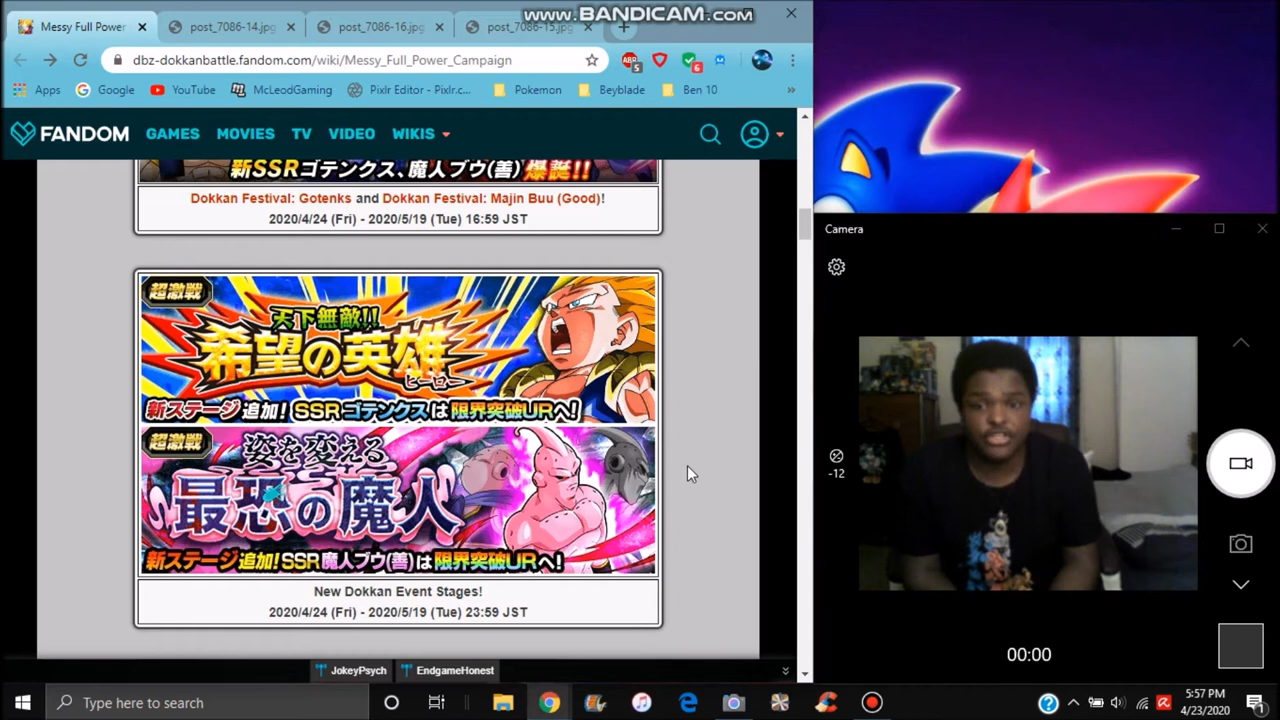 Messy Full Power
post_7086-14.jpg
post_7086-16.jpg
post_7086-15.jpg
www.BANDICAM.com
dbz-dokkanbattle.fandom.com/wiki/Messy_Full_Power_Campaign
ABP
5
6
Apps
Google
YouTube
McLeodGaming
Pixlr Editor - Pixlr.c...
Pokemon
Beyblade
Ben 10
»
FANDOM
GAMES
MOVIES
TV
VIDEO
WIKIS
新SSRゴテンクス、魔人ブウ(善)爆誕!!
Dokkan Festival: Gotenks and Dokkan Festival: Majin Buu (Good)!
2020/4/24 (Fri) - 2020/5/19 (Tue) 16:59 JST
超激戦
天下無敵!!
希望の英雄
ヒーロー
新ステージ追加! SSRゴテンクスは限界突破URへ!
超激戦
姿を変える
最恐の魔人
新ステージ追加! SSR魔人ブウ(善)は限界突破URへ!
New Dokkan Event Stages!
2020/4/24 (Fri) - 2020/5/19 (Tue) 23:59 JST
JokeyPsych
EndgameHonest
Camera
-12
00:00
Type here to search
5:57 PM
4/23/2020
1